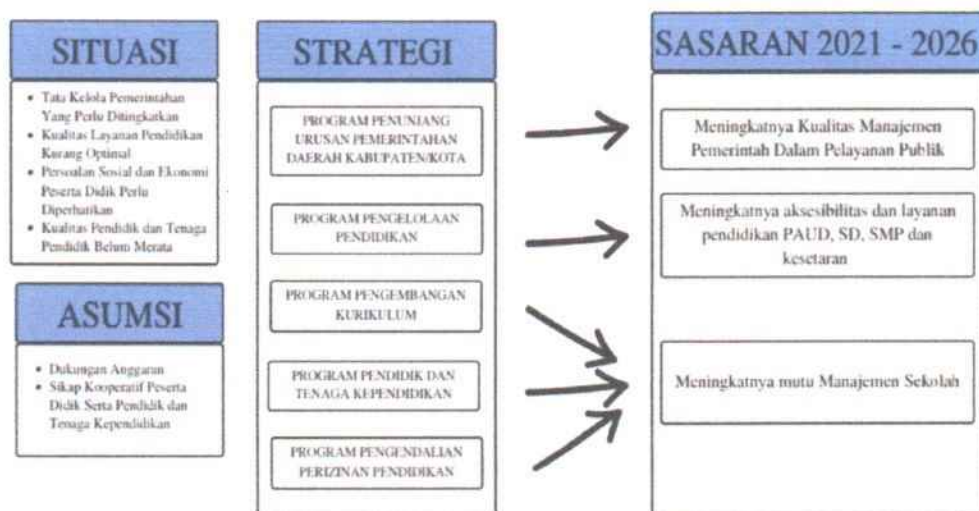 SITUASI
• Tata Kelola Pemerintahan
Yang Perlu Ditingkatkan
• Kualitas Layanan Pendidikan
Kurang Optimal
• Persoalan Sosial dan Ekonomi
Peserta Didik Perlu
Diperhatikan
• Kualitas Pendidik dan Tenaga
Pendidik Belum Merata
ASUMSI
• Dukungan Anggaran
• Sikap Kooperatif Peserta
Didik Serta Pendidik dan
Tenaga Kependidikan
STRATEGI
PROGRAM PENUNJANG
URUSAN PEMERINTAHAN
DAERAH KABUPATEN/KOTA
PROGRAM PENGELOLAAN
PENDIDIKAN
PROGRAM PENGEMBANGAN
KURIKULUM
PROGRAM PENDIDIK DAN
TENAGA KEPENDIDIKAN
PROGRAM PENGENDALIAN
PERIZINAN PENDIDIKAN
SASARAN 2021 - 2026
Meningkatnya Kualitas Manajemen
Pemerintah Dalam Pelayanan Publik
Meningkatnya aksesibilitas dan layanan
pendidikan PAUD, SD, SMP dan
kesetaran
Meningkatnya mutu Manajemen Sekolah